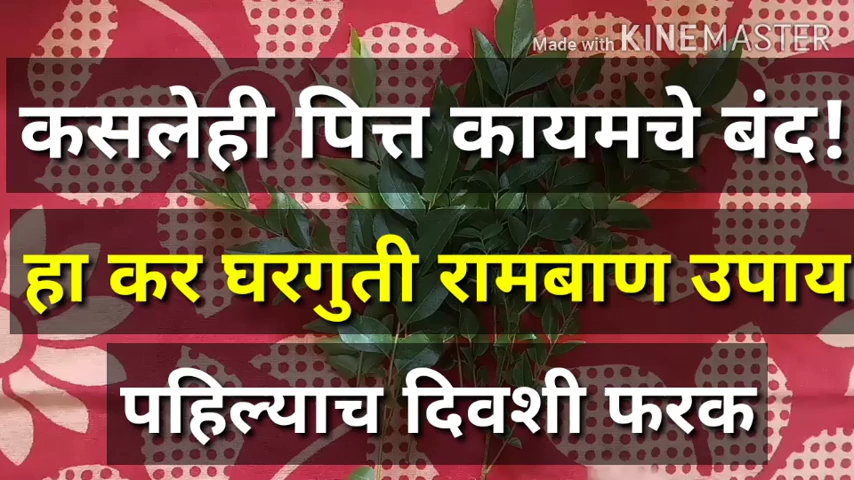 Made with KINEMASTER
कसलेही पित्त कायमचे बंद!
हा कर घरगुती रामबाण उपाय
पहिल्याच दिवशी फरक